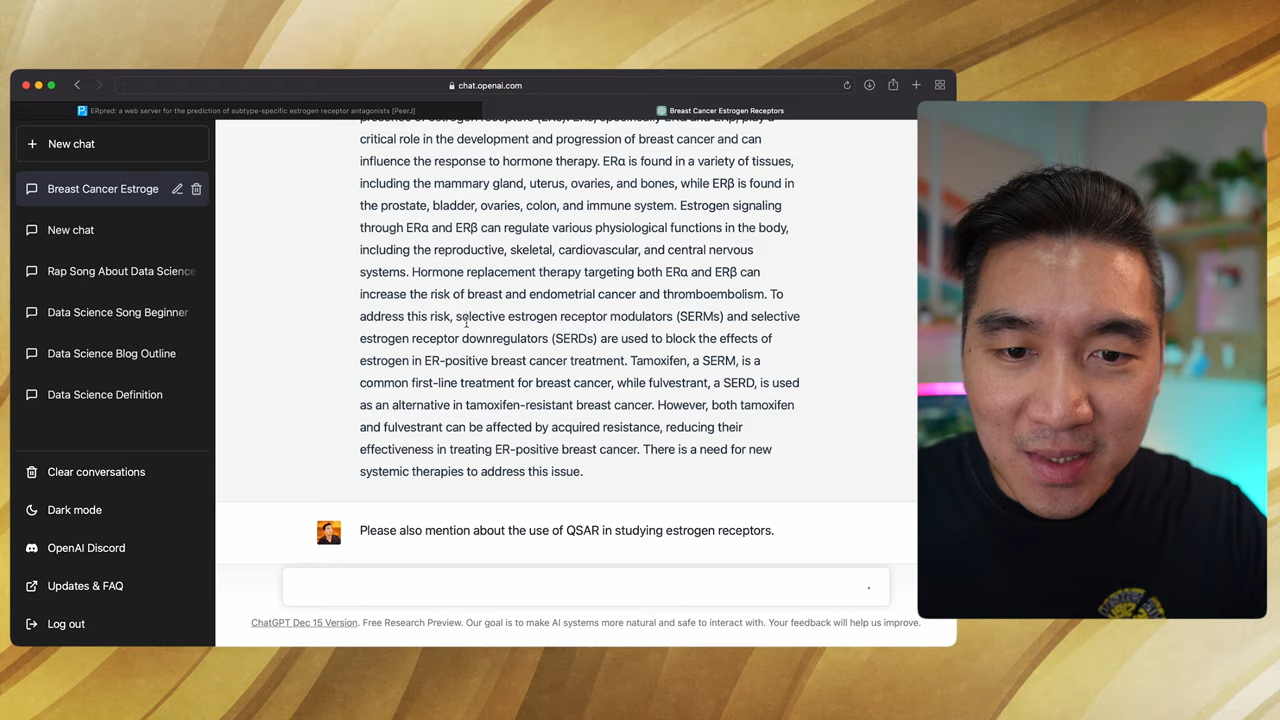 chat.openai.com
ERpred: a web server for the prediction of subtype-specific estrogen receptor antagonists [PeerJ]
Breast Cancer Estrogen Receptors
New chat
Breast Cancer Estroge
New chat
Rap Song About Data Science
Data Science Song Beginner
Data Science Blog Outline
Data Science Definition
Clear conversations
Dark mode
OpenAI Discord
Updates & FAQ
Log out
presence of estrogen receptors (ERs). ERs, specifically ERα and ERβ, play a
critical role in the development and progression of breast cancer and can
influence the response to hormone therapy. ERα is found in a variety of tissues,
including the mammary gland, uterus, ovaries, and bones, while ERβ is found in
the prostate, bladder, ovaries, colon, and immune system. Estrogen signaling
through ERα and ERβ can regulate various physiological functions in the body,
including the reproductive, skeletal, cardiovascular, and central nervous
systems. Hormone replacement therapy targeting both ERα and ERβ can
increase the risk of breast and endometrial cancer and thromboembolism. To
address this risk, selective estrogen receptor modulators (SERMs) and selective
estrogen receptor downregulators (SERDs) are used to block the effects of
estrogen in ER-positive breast cancer treatment. Tamoxifen, a SERM, is a
common first-line treatment for breast cancer, while fulvestrant, a SERD, is used
as an alternative in tamoxifen-resistant breast cancer. However, both tamoxifen
and fulvestrant can be affected by acquired resistance, reducing their
effectiveness in treating ER-positive breast cancer. There is a need for new
systemic therapies to address this issue.
Please also mention about the use of QSAR in studying estrogen receptors.
ChatGPT Dec 15 Version. Free Research Preview. Our goal is to make AI systems more natural and safe to interact with. Your feedback will help us improve.